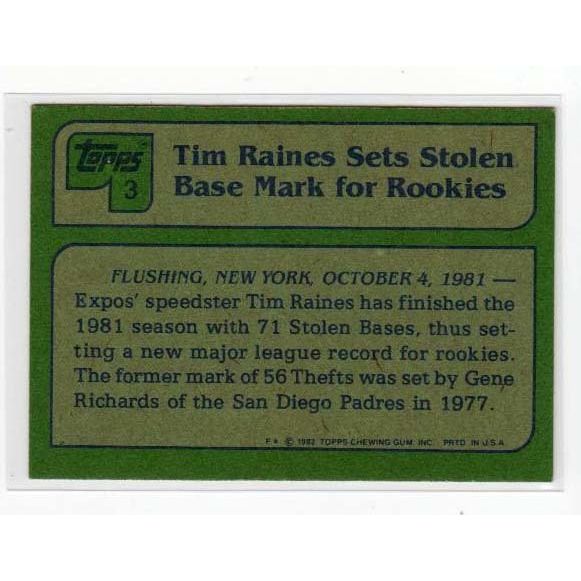 topps
3
Tim Raines Sets Stolen
Base Mark for Rookies
FLUSHING, NEW YORK, OCTOBER 4, 1981 —
Expos' speedster Tim Raines has finished the
1981 season with 71 Stolen Bases, thus set-
ting a new major league record for rookies.
The former mark of 56 Thefts was set by Gene
Richards of the San Diego Padres in 1977.
F* © 1982 TOPPS CHEWING GUM, INC. PRTD. IN U.S.A.